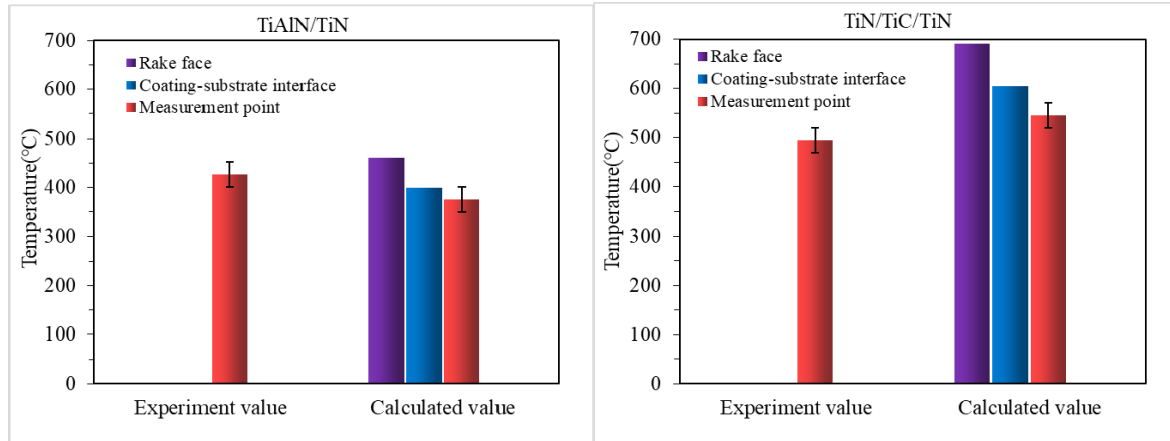 TiAlN/TiN
700
600
500
400
300
200
100
0
Temperature(℃)
Rake face
Coating-substrate interface
Measurement point
Experiment value
Calculated value
TiN/TiC/TiN
700
600
500
400
300
200
100
0
Temperature(℃)
Rake face
Coating-substrate interface
Measurement point
Experiment value
Calculated value